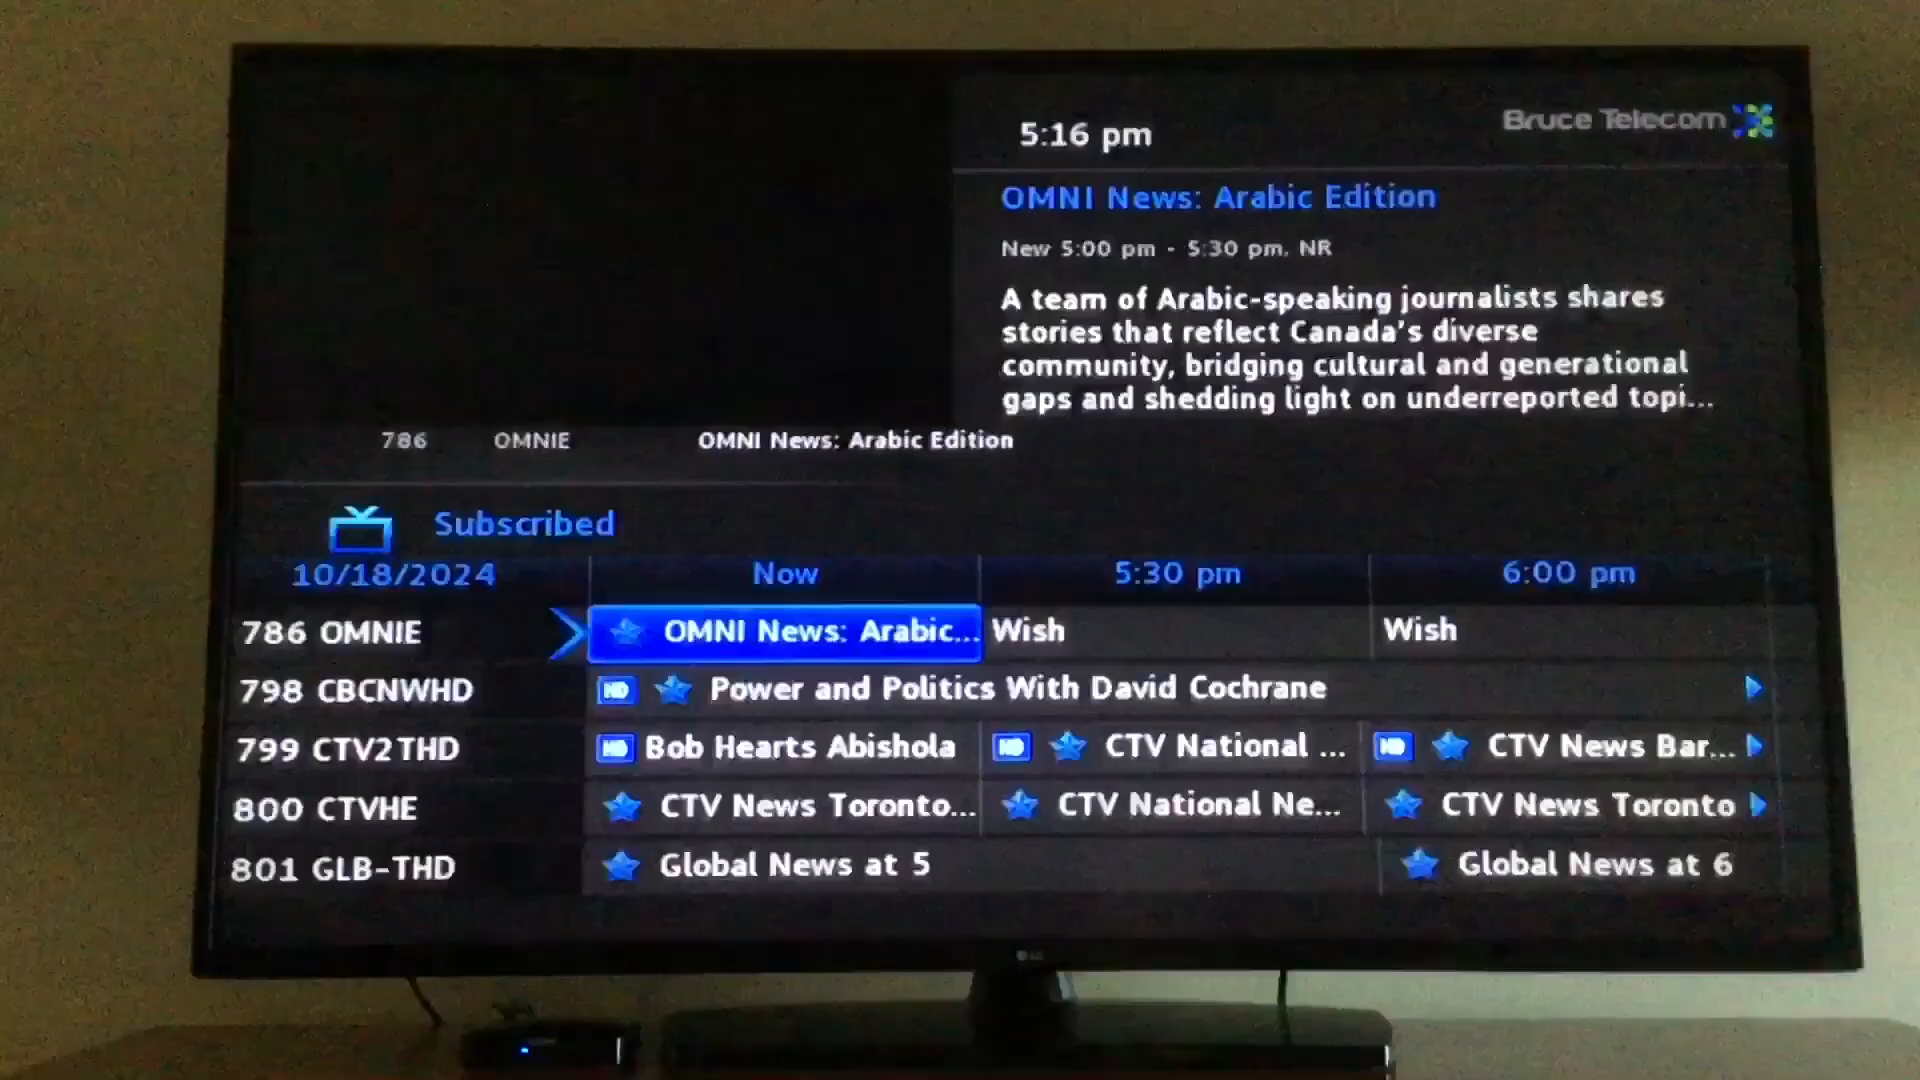 5:16 pm
Bruce Telecom
OMNI News: Arabic Edition
New 5:00 pm - 5:30 pm, NR
A team of Arabic-speaking journalists shares
stories that reflect Canada's diverse
community, bridging cultural and generational
gaps and shedding light on underreported topi...
786 OMNIE OMNI News: Arabic Edition
Subscribed
10/18/2024 Now 5:30 pm 6:00 pm
786 OMNIE OMNI News: Arabic... Wish Wish
798 CBCNWHD HD Power and Politics With David Cochrane
799 CTV2THD HD Bob Hearts Abishola HD CTV National ... HD CTV News Bar...
800 CTVHE CTV News Toronto... CTV National Ne... CTV News Toronto
801 GLB-THD Global News at 5 Global News at 6
LG